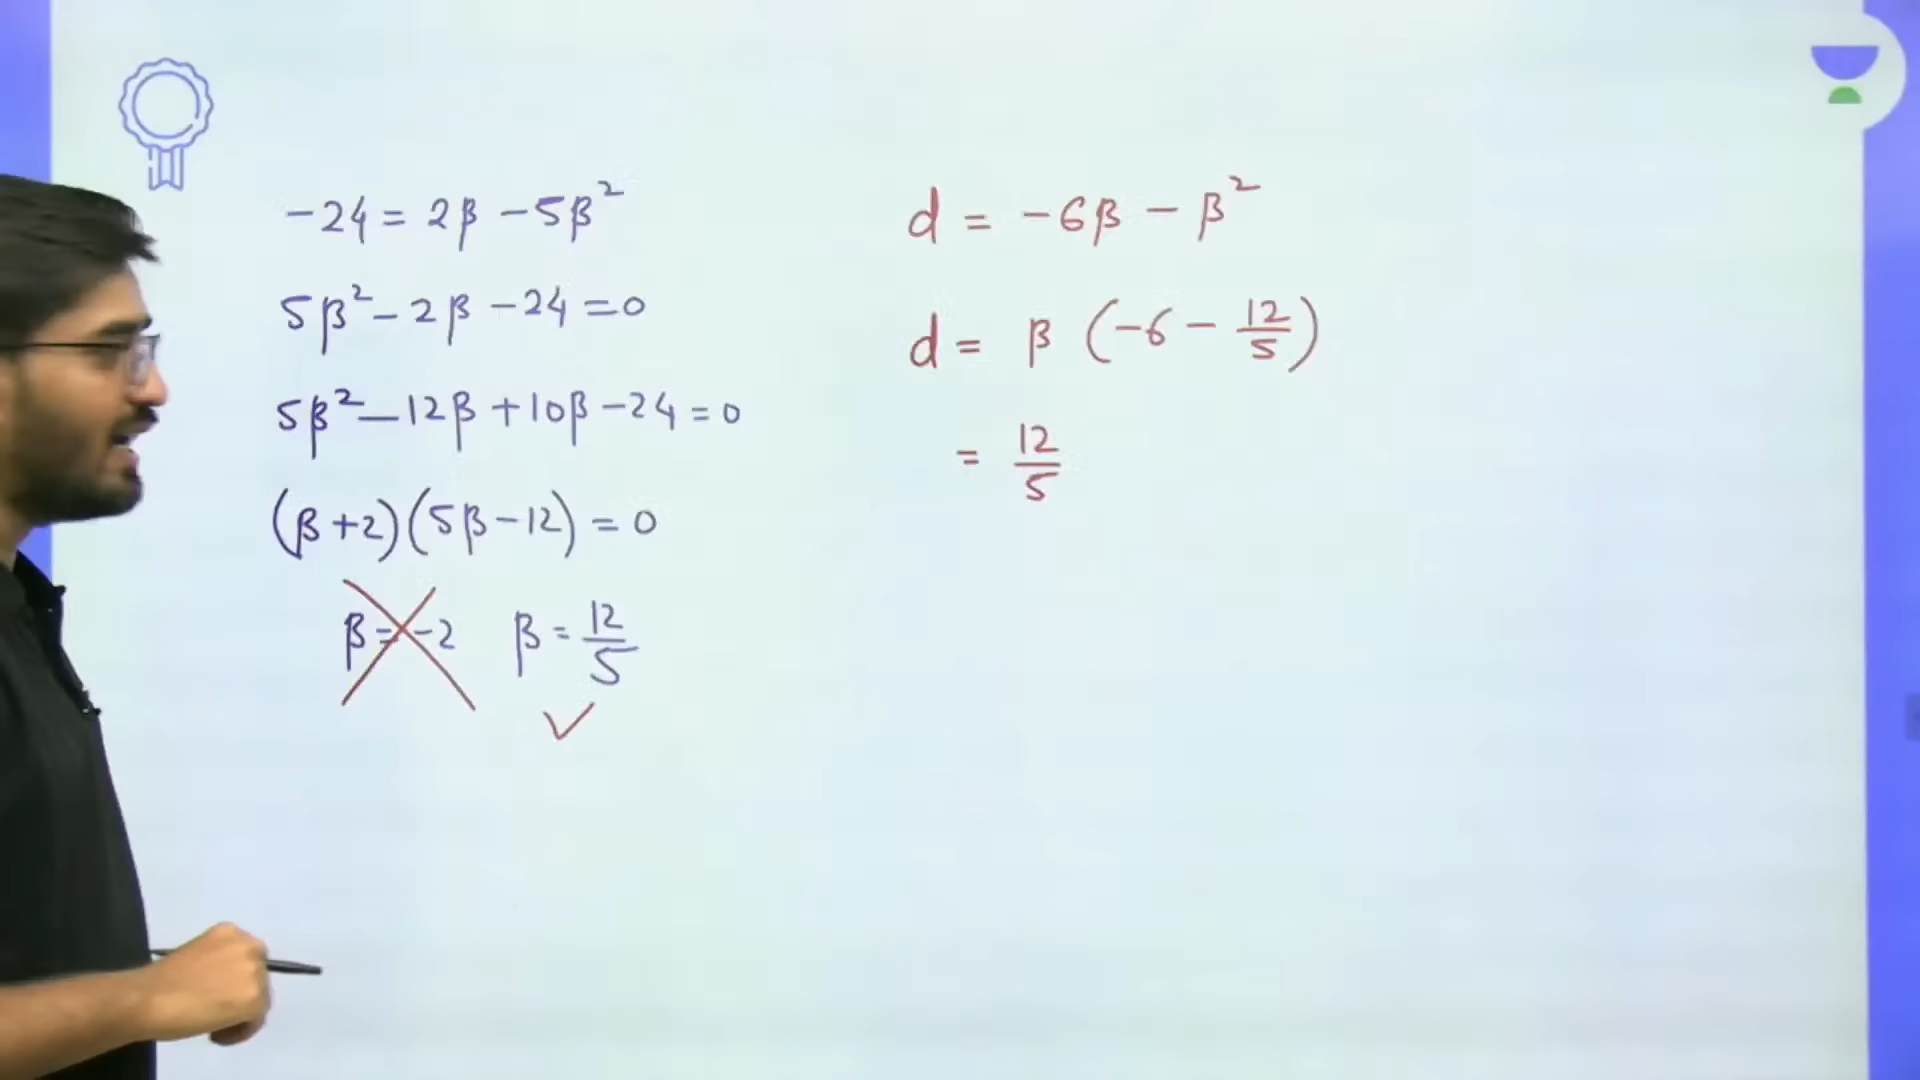 -24 = 2β - 5β²
5β² - 2β - 24 = 0
5β² - 12β + 10β - 24 = 0
(β + 2)(5β - 12) = 0
β = -2 β = 12/5
✓
d = -6β - β²
d = β (-6 - 12/5)
= 12/5